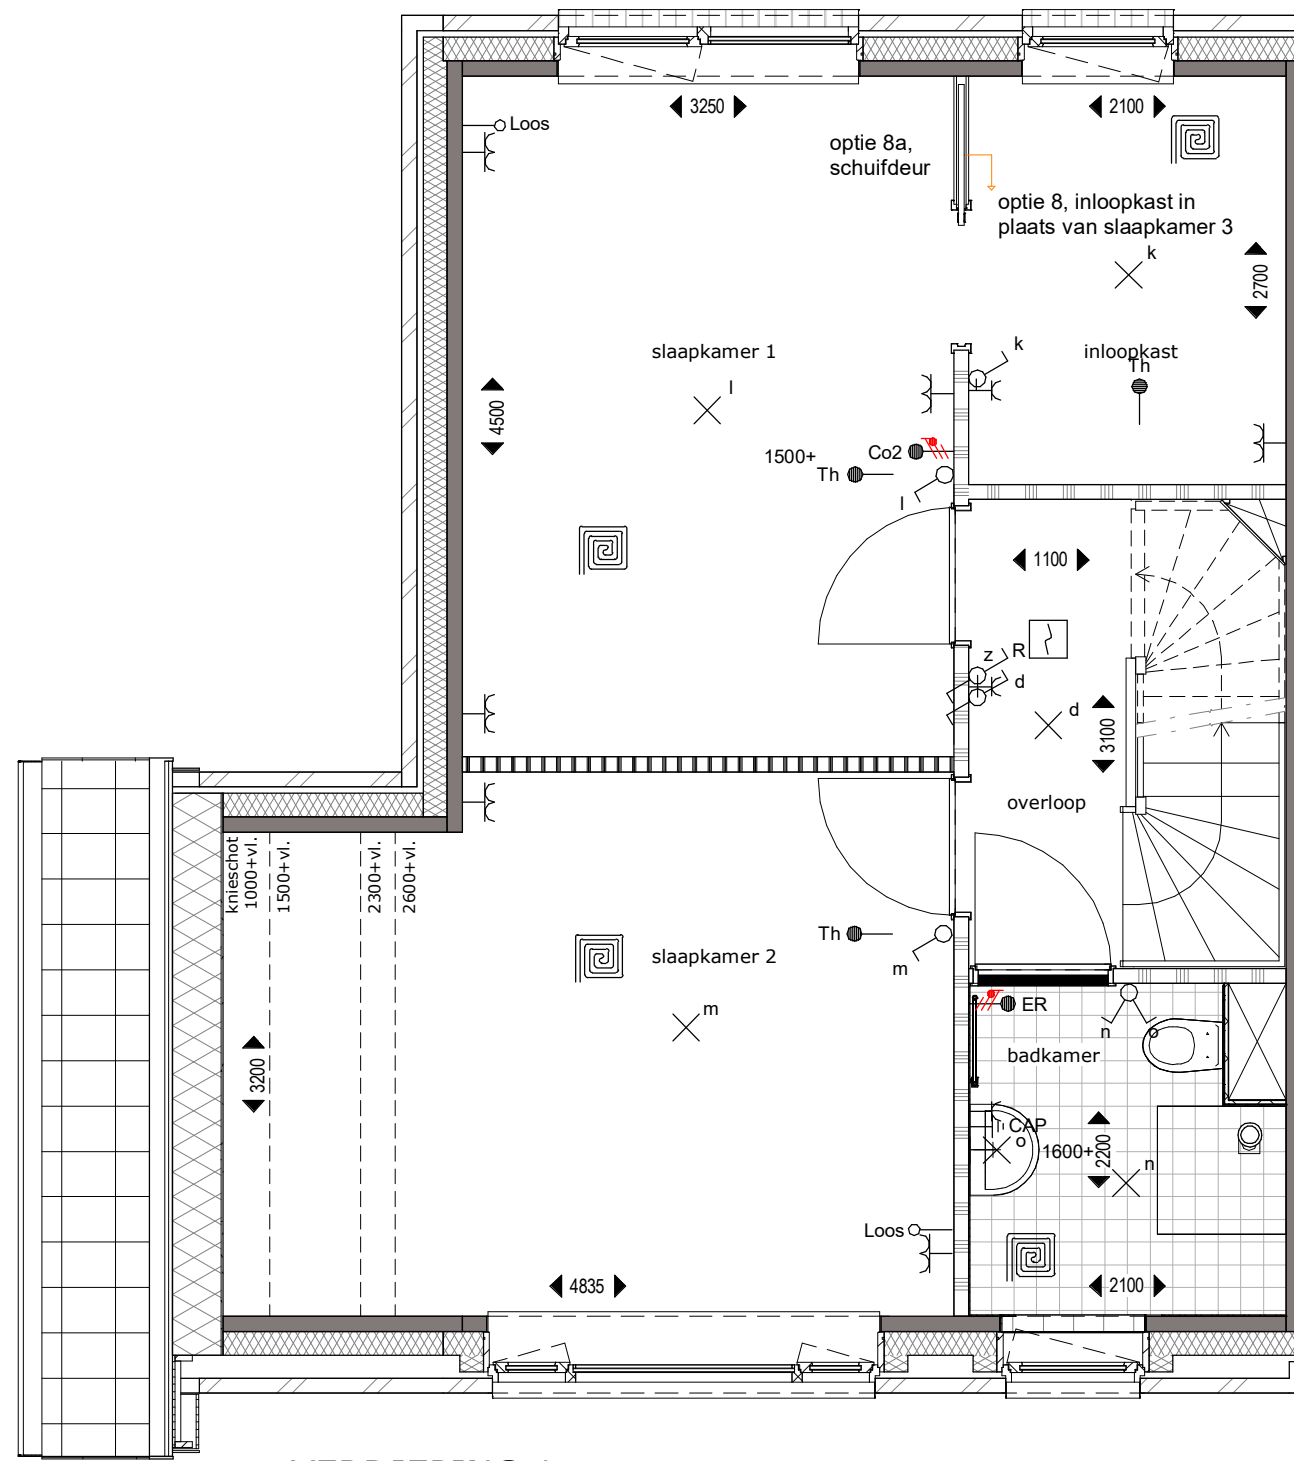 3250
2100
Loos
optie 8a,
schuifdeur
optie 8, inloopkast in
plaats van slaapkamer 3
k
2700
slaapkamer 1
k
inloopkast
Th
l
4500
1500+
Co2
Th
l
1100
z
R
d
d
3100
overloop
knieschot
1000+vl.
1500+vl.
2300+vl.
2600+vl.
Th
m
slaapkamer 2
m
ER
n
o
badkamer
3200
CAP
o
1600+
2200
n
Loos
4835
2100